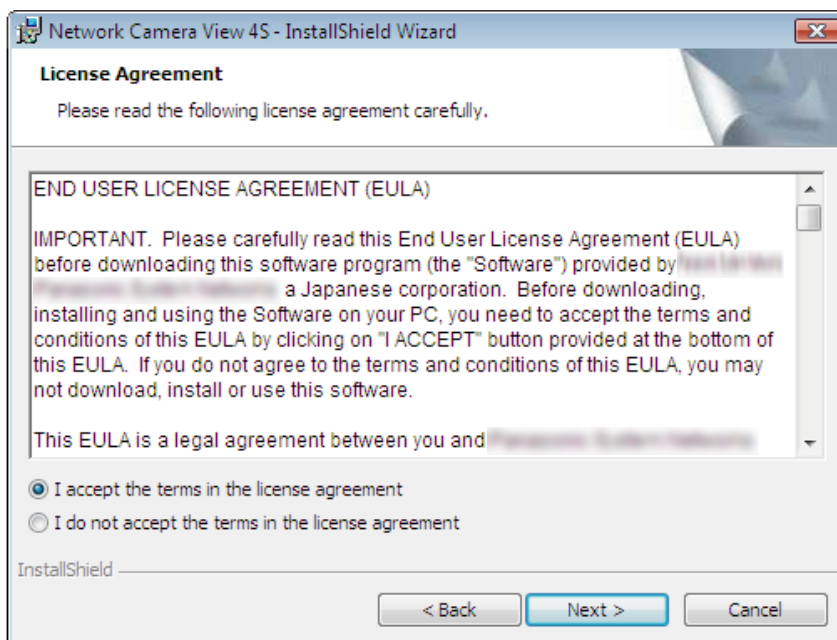 Network Camera View 4S - InstallShield Wizard
License Agreement
Please read the following license agreement carefully.
END USER LICENSE AGREEMENT (EULA)
IMPORTANT.  Please carefully read this End User License Agreement (EULA)
before downloading this software program (the "Software") provided by
a Japanese corporation.  Before downloading,
installing and using the Software on your PC, you need to accept the terms and
conditions of this EULA by clicking on "I ACCEPT" button provided at the bottom of
this EULA.  If you do not agree to the terms and conditions of this EULA, you may
not download, install or use this software.
This EULA is a legal agreement between you and
I accept the terms in the license agreement
I do not accept the terms in the license agreement
InstallShield
< Back
Next >
Cancel